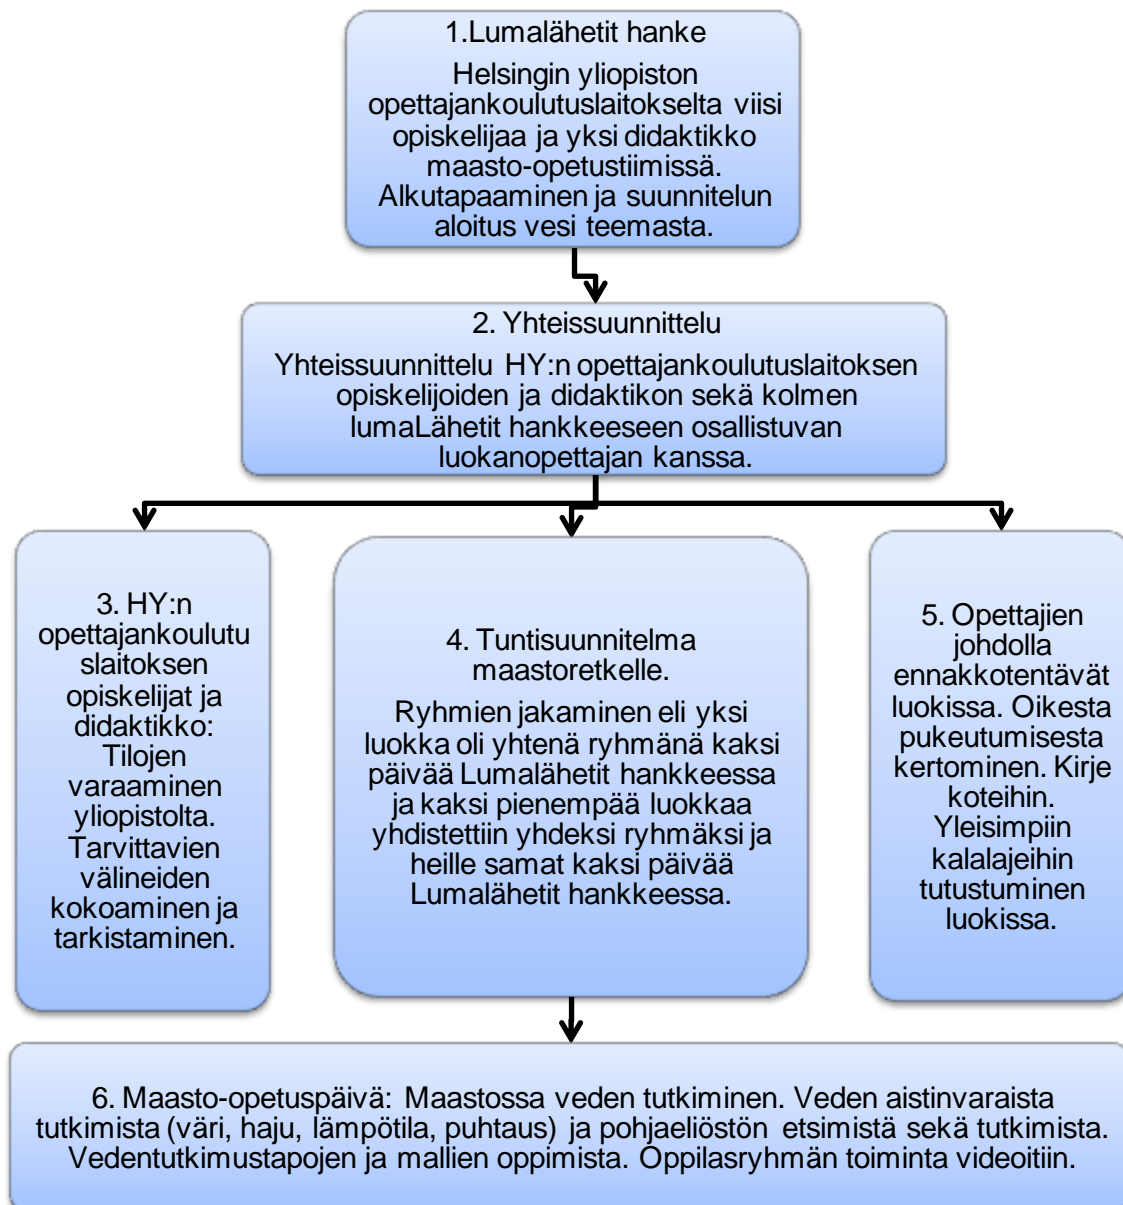 1.Lumalähetit hanke
Helsingin yliopiston
opettajankoulutuslaitokselta viisi
opiskelijaa ja yksi didaktikko
maasto-opetustiimissä.
Alkutapaaminen ja suunnitelun
aloitus vesi teemasta.
2. Yhteissuunnittelu
Yhteissuunnittelu HY:n opettajankoulutuslaitoksen
opiskelijoiden ja didaktikon sekä kolmen
lumaLähetit hankkeeseen osallistuvan
luokanopettajan kanssa.
3. HY:n
opettajankoulutu
slaitoksen
opiskelijat ja
didaktikko:
Tilojen
varaaminen
yliopistolta.
Tarvittavien
välineiden
kokoaminen ja
tarkistaminen.
4. Tuntisuunnitelma
maastoretkelle.
Ryhmien jakaminen eli yksi
luokka oli yhtenä ryhmänä kaksi
päivää Lumalähetit hankkeessa
ja kaksi pienempää luokkaa
yhdistettiin yhdeksi ryhmäksi ja
heille samat kaksi päivää
Lumalähetit hankkeessa.
5. Opettajien
johdolla
ennakkotentävät
luokissa. Oikesta
pukeutumisesta
kertominen. Kirje
koteihin.
Yleisimpiin
kalalajeihin
tutustuminen
luokissa.
6. Maasto-opetuspäivä: Maastossa veden tutkiminen. Veden aistinvaraista
tutkimista (väri, haju, lämpötila, puhtaus) ja pohjaeliöstön etsimistä sekä tutkimista.
Vedentutkimustapojen ja mallien oppimista. Oppilasryhmän toiminta videoitiin.